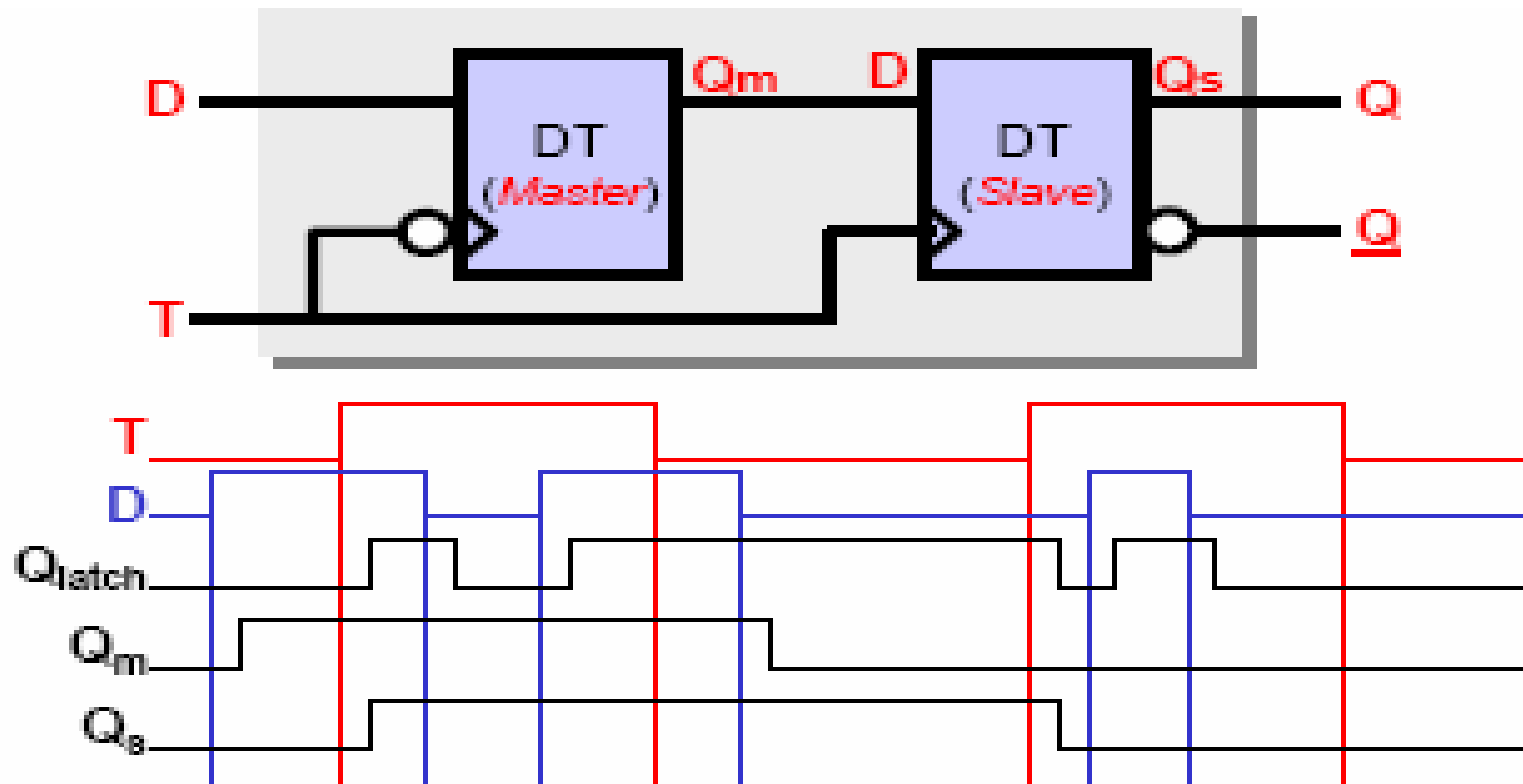 D Qm D Qs Q
DT DT
(Master) (Slave)
Q
T
T
D
Qlatch
Qm
Qs